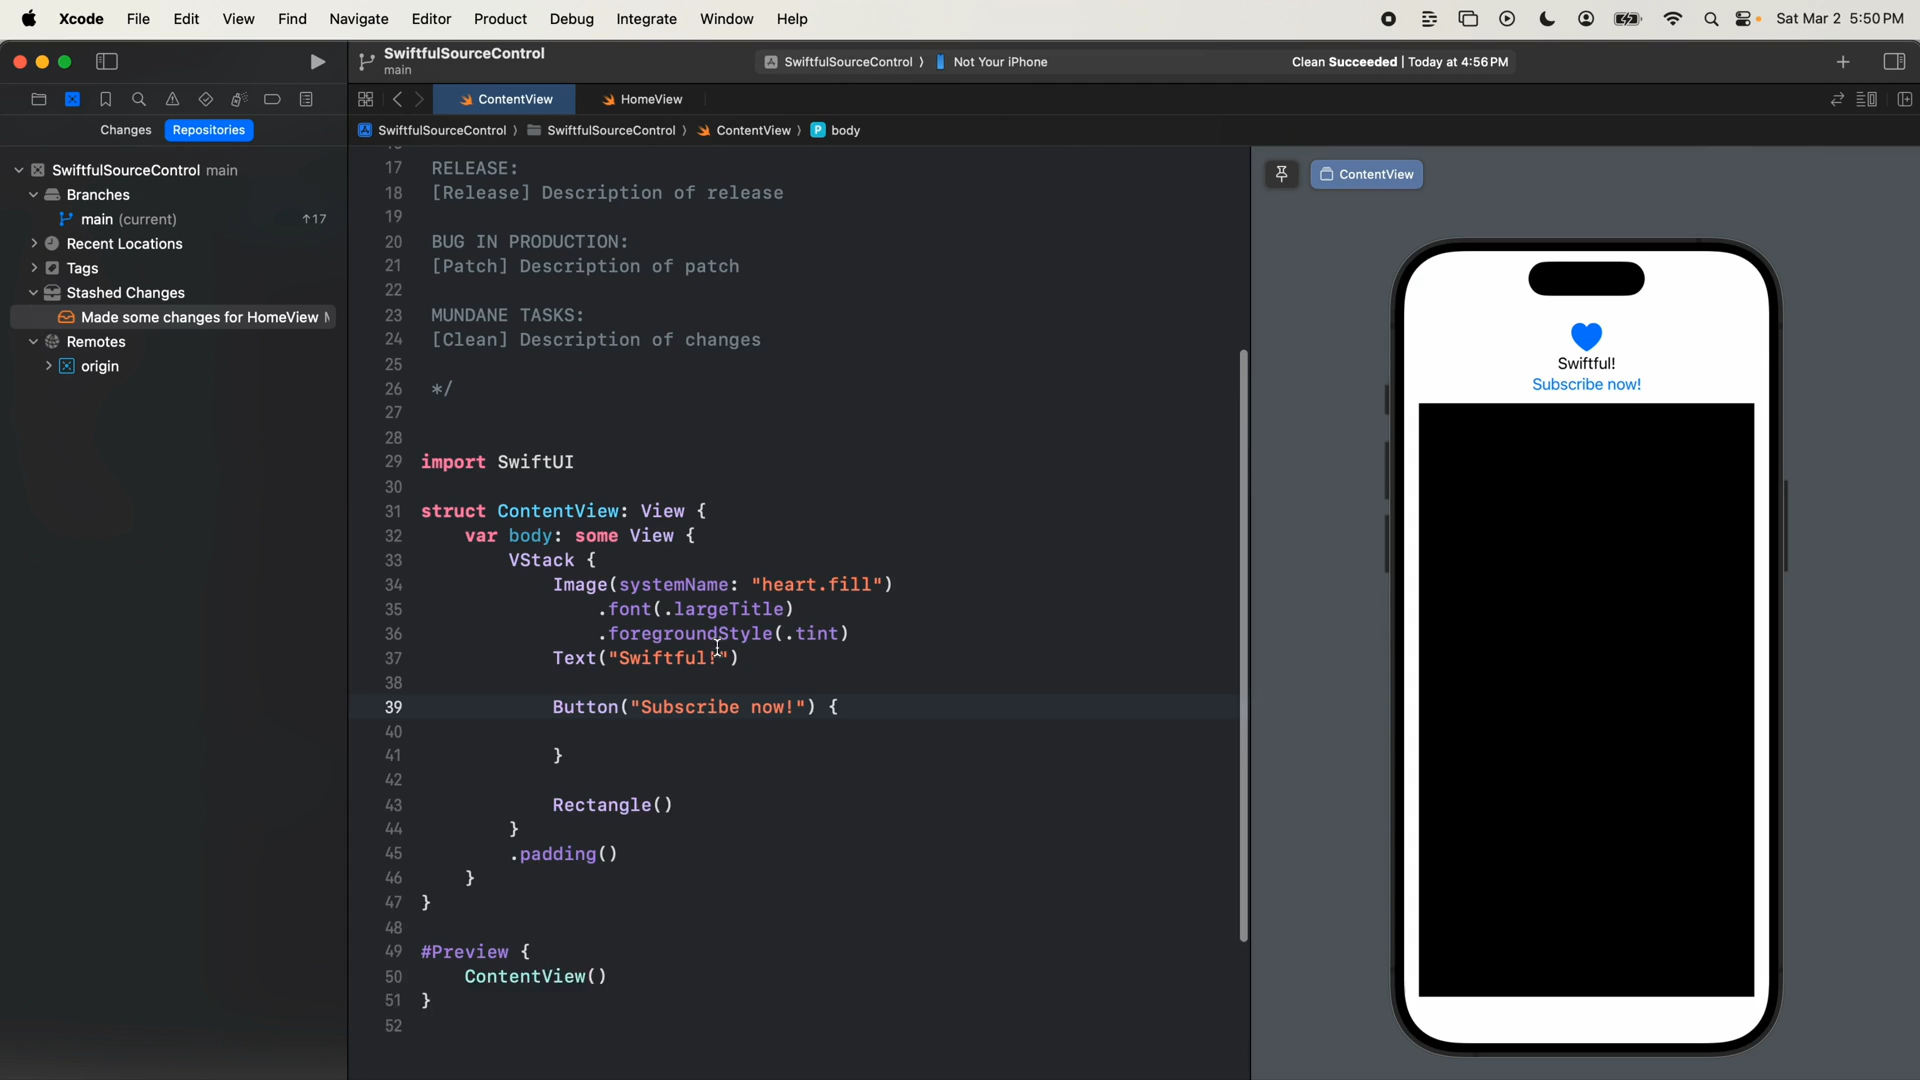 Xcode File Edit View Find Navigate Editor Product Debug Integrate Window Help Sat Mar 2 5:50 PM
SwiftfulSourceControl
main
SwiftfulSourceControl 〉 Not Your iPhone
Clean Succeeded | Today at 4:56 PM
ContentView HomeView
Changes Repositories
SwiftfulSourceControl 〉 SwiftfulSourceControl 〉 ContentView 〉 P body
SwiftfulSourceControl main
Branches
main (current) ↑17
Recent Locations
Tags
Stashed Changes
Made some changes for HomeView
Remotes
origin
17 RELEASE:
18 [Release] Description of release
19
20 BUG IN PRODUCTION:
21 [Patch] Description of patch
22
23 MUNDANE TASKS:
24 [Clean] Description of changes
25
26 */
27
28
29 import SwiftUI
30
31 struct ContentView: View {
32 var body: some View {
33 VStack {
34 Image(systemName: "heart.fill")
35 .font(.largeTitle)
36 .foregroundStyle(.tint)
37 Text("Swiftful!")
38
39 Button("Subscribe now!") {
40
41 }
42
43 Rectangle()
44 }
45 .padding()
46 }
47 }
48
49 #Preview {
50 ContentView()
51 }
52
ContentView
Swiftful!
Subscribe now!